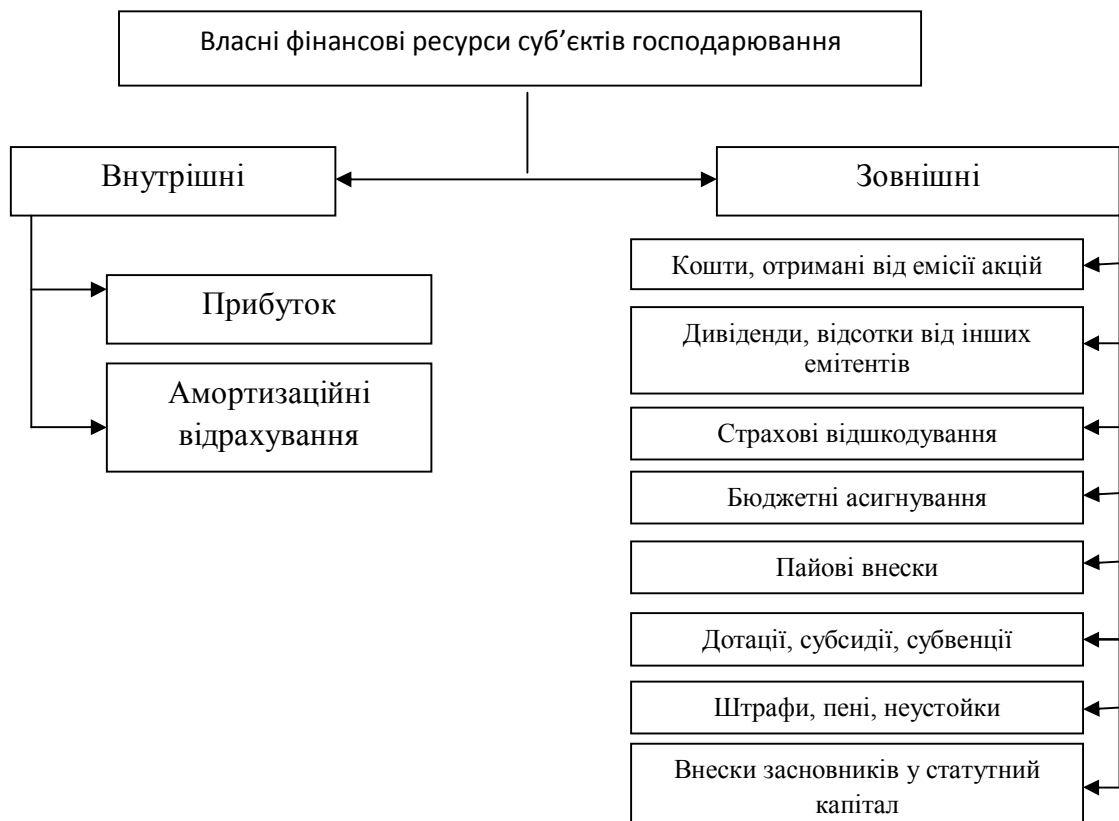 Власні фінансові ресурси суб’єктів господарювання
Внутрішні
Зовнішні
Прибуток
Амортизаційні
відрахування
Кошти, отримані від емісії акцій
Дивіденди, відсотки від інших
емітентів
Страхові відшкодування
Бюджетні асигнування
Пайові внески
Дотації, субсидії, субвенції
Штрафи, пені, неустойки
Внески засновників у статутний
капітал